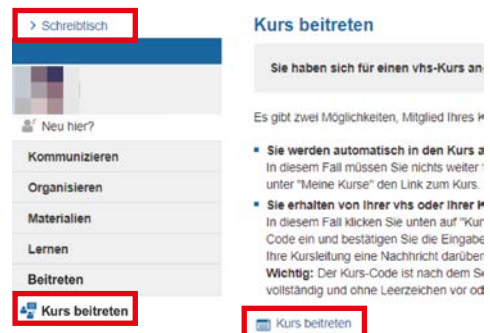 > Schreibtisch
Neu hier?
Kommunizieren
Organisieren
Materialien
Lernen
Beitreten
Kurs beitreten
Kurs beitreten
Sie haben sich für einen vhs-Kurs an
Es gibt zwei Möglichkeiten, Mitglied Ihres
Sie werden automatisch in den Kurs
In diesem Fall müssen Sie nichts weiter
unter "Meine Kurse" den Link zum Kurs.
Sie erhalten von Ihrer vhs oder Ihrer
In diesem Fall klicken Sie unten auf "Kur
Code ein und bestätigen Sie die Eingabe
Ihre Kursleitung eine Nachhricht darüber
Wichtig: Der Kurs-Code ist nach dem
vollständig und ohne Leerzeichen vor
Kurs beitreten